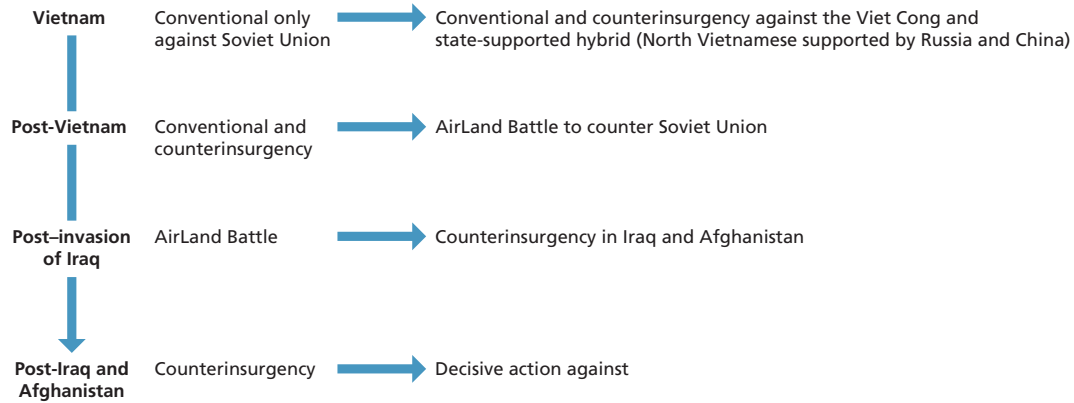 Vietnam
Conventional only
against Soviet Union
Conventional and counterinsurgency against the Viet Cong and
state-supported hybrid (North Vietnamese supported by Russia and China)
Post-Vietnam
Conventional and
counterinsurgency
AirLand Battle to counter Soviet Union
Post–invasion
of Iraq
AirLand Battle
Counterinsurgency in Iraq and Afghanistan
Post-Iraq and
Afghanistan
Counterinsurgency
Decisive action against